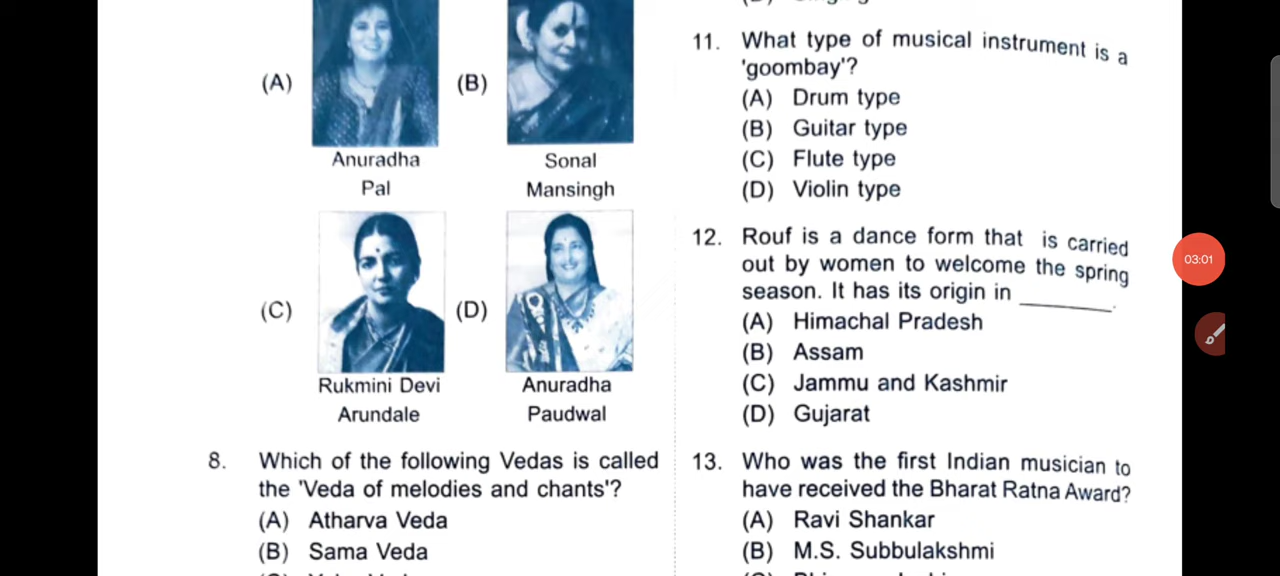 (A)
(B)
Anuradha
Pal
Sonal
Mansingh
(C)
(D)
Rukmini Devi
Arundale
Anuradha
Paudwal
8. Which of the following Vedas is called
the 'Veda of melodies and chants'?
(A) Atharva Veda
(B) Sama Veda
11. What type of musical instrument is a
'goombay'?
(A) Drum type
(B) Guitar type
(C) Flute type
(D) Violin type
12. Rouf is a dance form that is carried
out by women to welcome the spring
season. It has its origin in ________.
(A) Himachal Pradesh
(B) Assam
(C) Jammu and Kashmir
(D) Gujarat
13. Who was the first Indian musician to
have received the Bharat Ratna Award?
(A) Ravi Shankar
(B) M.S. Subbulakshmi
03:01